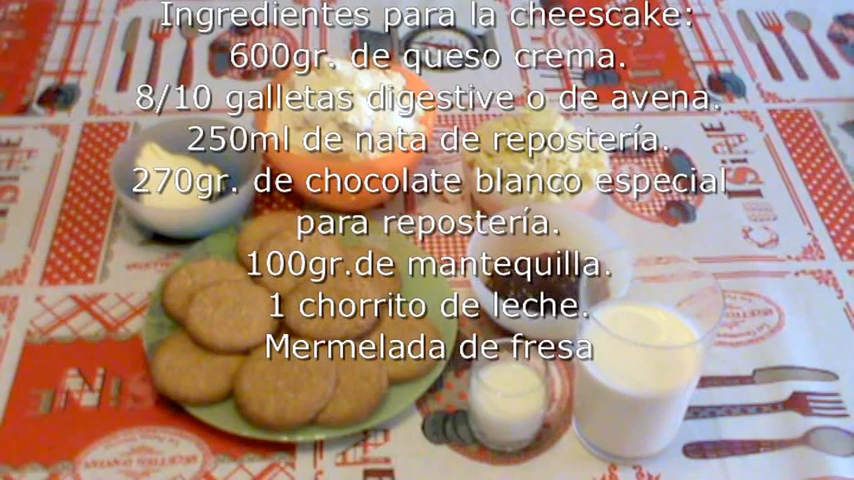 Ingredientes para la cheescake:
600gr. de queso crema.
8/10 galletas digestive o de avena.
250ml de nata de repostería.
270gr. de chocolate blanco especial
para repostería.
100gr.de mantequilla.
1 chorrito de leche.
Mermelada de fresa